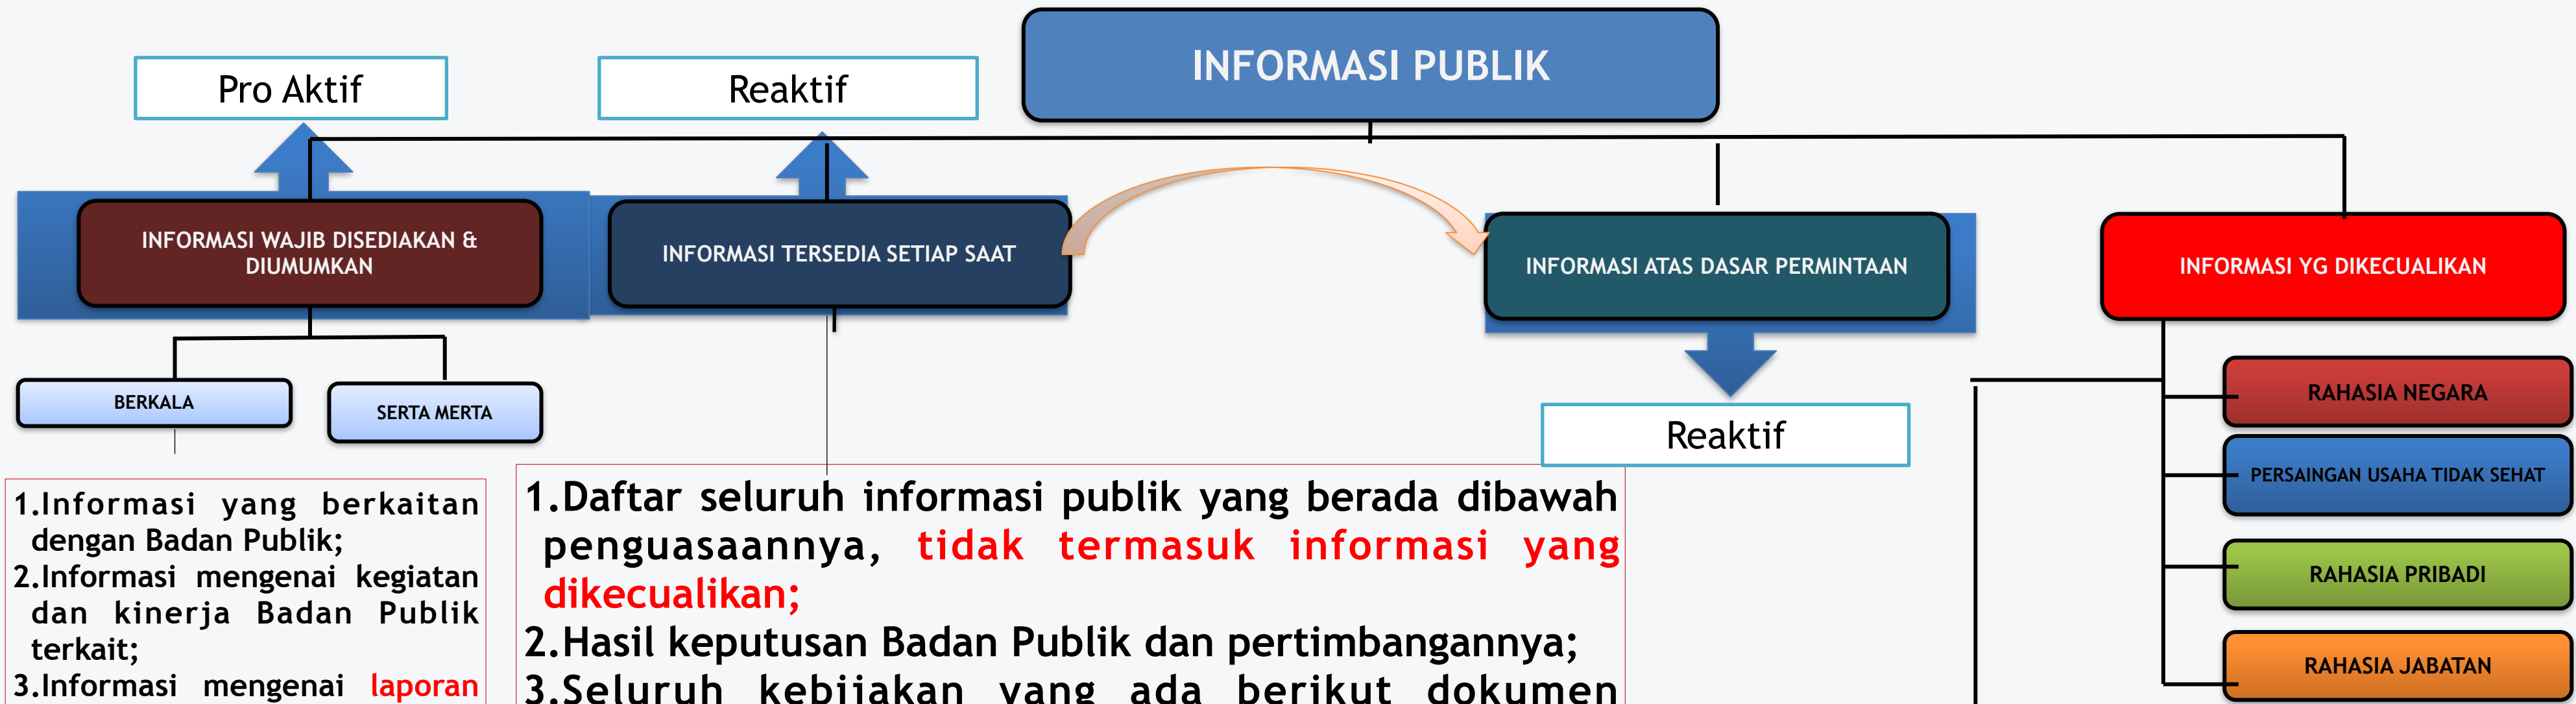 INFORMASI PUBLIK
Pro Aktif
Reaktif
INFORMASI WAJIB DISEDIAKAN &
DIUMUMKAN
INFORMASI TERSEDIA SETIAP SAAT
INFORMASI ATAS DASAR PERMINTAAN
INFORMASI YG DIKECUALIKAN
BERKALA
SERTA MERTA
Reaktif
RAHASIA NEGARA
PERSAINGAN USAHA TIDAK SEHAT
RAHASIA PRIBADI
RAHASIA JABATAN
1.Informasi yang berkaitan
dengan Badan Publik;
2.Informasi mengenai kegiatan
dan kinerja Badan Publik
terkait;
3.Informasi mengenai laporan
1.Daftar seluruh informasi publik yang berada dibawah
penguasaannya, tidak termasuk informasi yang
dikecualikan;
2.Hasil keputusan Badan Publik dan pertimbangannya;
3.Seluruh kebijakan yang ada berikut dokumen